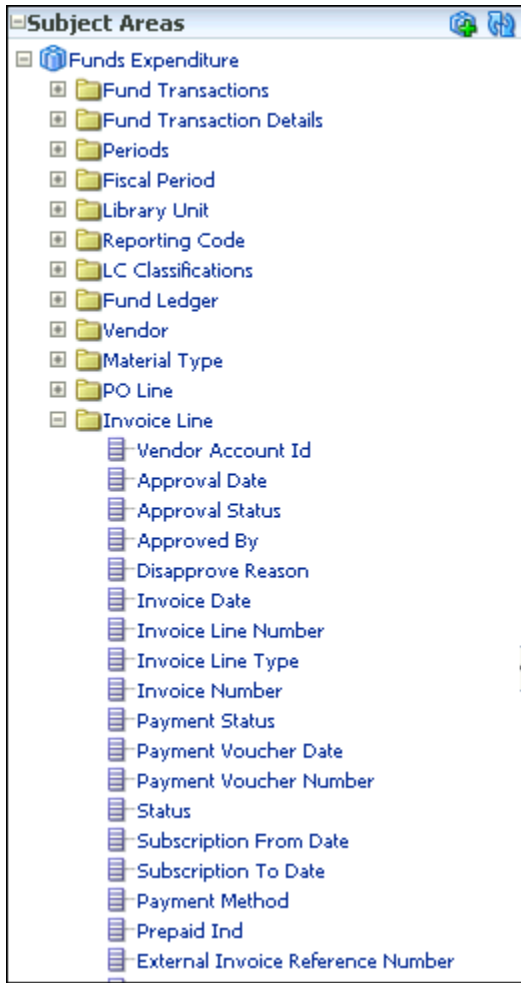 Subject Areas
Funds Expenditure
Fund Transactions
Fund Transaction Details
Periods
Fiscal Period
Library Unit
Reporting Code
LC Classifications
Fund Ledger
Vendor
Material Type
PO Line
Invoice Line
Vendor Account Id
Approval Date
Approval Status
Approved By
Disapprove Reason
Invoice Date
Invoice Line Number
Invoice Line Type
Invoice Number
Payment Status
Payment Voucher Date
Payment Voucher Number
Status
Subscription From Date
Subscription To Date
Payment Method
Prepaid Ind
External Invoice Reference Number